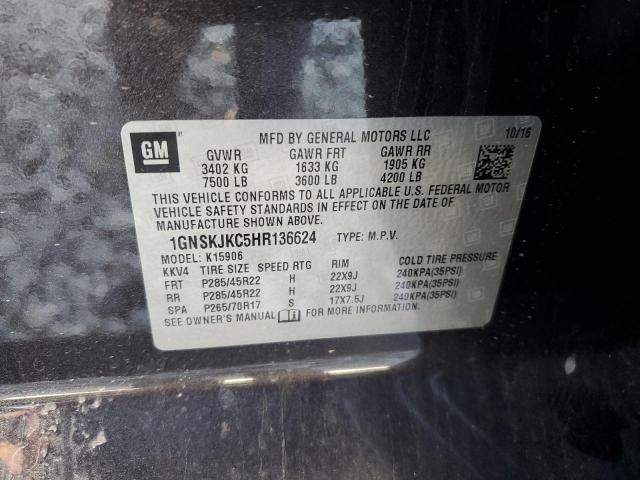 GM
MFD BY GENERAL MOTORS LLC 10/16
GVWR GAWR FRT GAWR RR
3402 KG 1633 KG 1905 KG
7500 LB 3600 LB 4200 LB
THIS VEHICLE CONFORMS TO ALL APPLICABLE U.S. FEDERAL MOTOR
VEHICLE SAFETY STANDARDS IN EFFECT ON THE DATE OF
MANUFACTURE SHOWN ABOVE.
1GNSKJKC5HR136624 TYPE: M.P.V.
MODEL: K15906
KKV4 TIRE SIZE SPEED RTG RIM COLD TIRE PRESSURE
FRT P285/45R22 H 22X9J 240KPA(35PSI)
RR P285/45R22 H 22X9J 240KPA(35PSI)
SPA P265/70R17 S 17X7.5J 240KPA(35PSI)
SEE OWNER'S MANUAL FOR MORE INFORMATION.